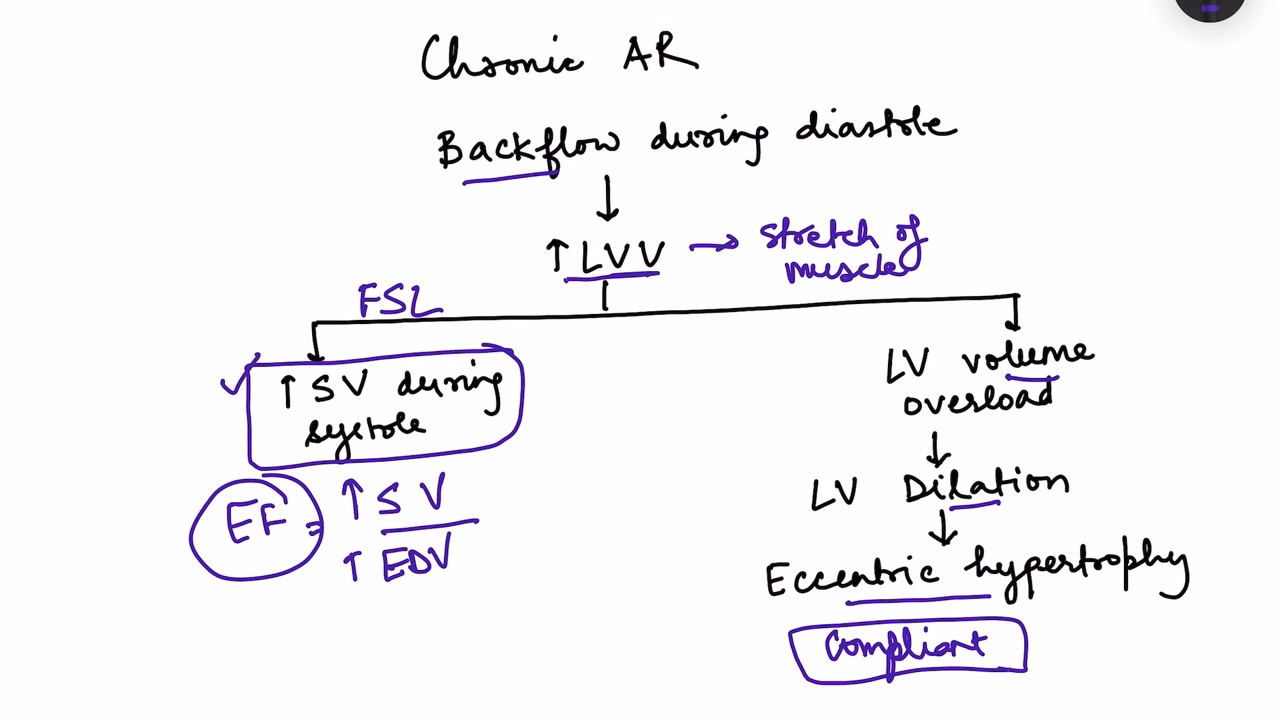 Chronic AR
Backflow during diastole
↓
↑ LVV → stretch of
muscle
FSL
↑ SV during
systole
EF = ↑ SV
↑ EDV
LV volume
overload
↓
LV Dilation
↓
Eccentric hypertrophy
Compliant